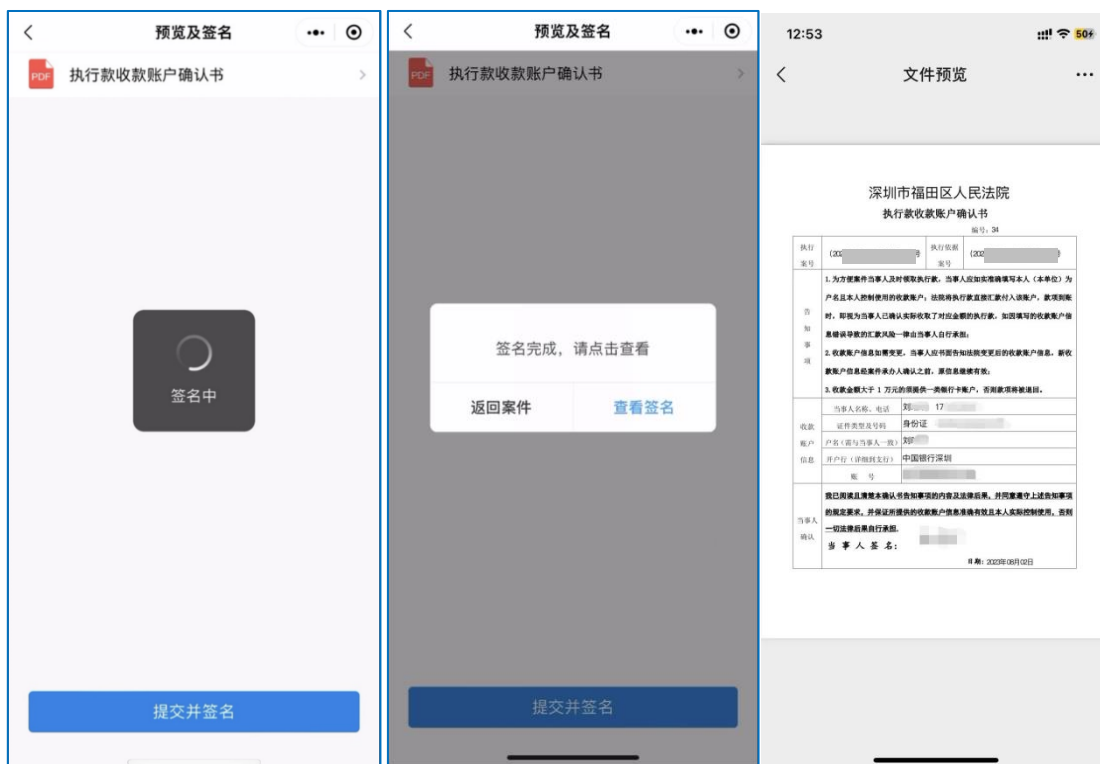 预览及签名
PDF
执行款收款账户确认书
签名中
提交并签名
预览及签名
PDF
执行款收款账户确认书
签名完成，请点击查看
返回案件
查看签名
提交并签名
12:53
50
文件预览
深圳市福田区人民法院
执行款收款账户确认书
编号：34
执行案号
(202
执行依据案号
(202
告知事项
1.为方便案件当事人及时领取执行款，当事人应如实准确填写本人（本单位）为
户名且本人控制使用的收款账户；法院将执行款直接汇款付入该账户，款项到账
时，即视为当事人已确认实际收取了对应金额的执行款，如因填写的收款账户信
息错误导致的汇款风险一律由当事人自行承担；
2.收款账户信息如需变更，当事人应书面告知法院变更后的收款账户信息，新收
款账户信息经案件承办人确认之前，原信息继续有效；
3.收款金额大于 1 万元的须提供一类银行卡账户，否则款项将被退回。
收款账户信息
当事人名称、电话
刘 17
证件类型及号码
身份证
户名（需与当事人一致）
刘
开户行（详细到支行）
中国银行深圳
账 号
当事人确认
我已阅读且清楚本确认书告知事项的内容及法律后果，并同意遵守上述告知事项
的规定要求，并保证所提供的收款账户信息准确有效且本人实际控制使用，否则
一切法律后果自行承担.
当 事 人 签 名：
日期：2023年08月02日